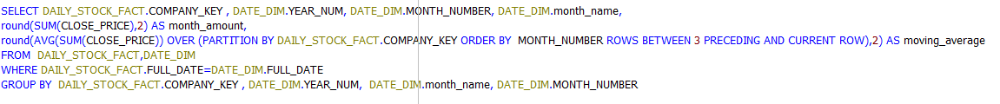 SELECT DAILY_STOCK_FACT.COMPANY_KEY , DATE_DIM.YEAR_NUM, DATE_DIM.MONTH_NUMBER, DATE_DIM.month_name,
round(SUM(CLOSE_PRICE),2) AS month_amount,
round(AVG(SUM(CLOSE_PRICE)) OVER (PARTITION BY DAILY_STOCK_FACT.COMPANY_KEY ORDER BY  MONTH_NUMBER ROWS BETWEEN 3 PRECEDING AND CURRENT ROW),2) AS moving_average
FROM  DAILY_STOCK_FACT,DATE_DIM
WHERE DAILY_STOCK_FACT.FULL_DATE=DATE_DIM.FULL_DATE
GROUP BY  DAILY_STOCK_FACT.COMPANY_KEY , DATE_DIM.YEAR_NUM,  DATE_DIM.month_name, DATE_DIM.MONTH_NUMBER